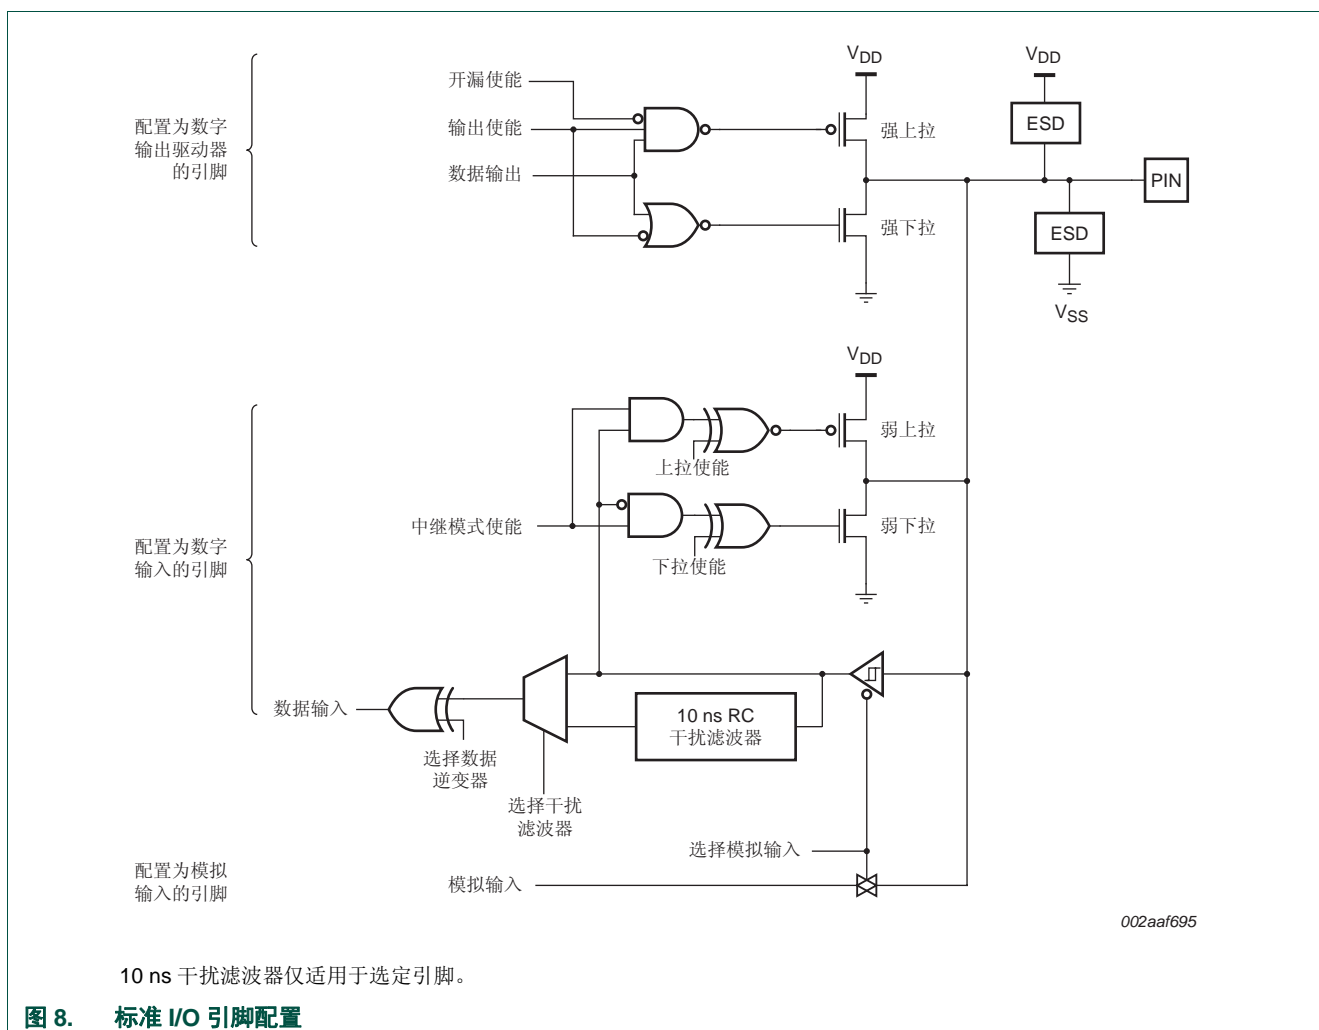 VDD
VDD
开漏使能
ESD
配置为数字
输出驱动器
的引脚
输出使能
强上拉
数据输出
PIN
强下拉
ESD
VSS
VDD
弱上拉
上拉使能
中继模式使能
弱下拉
配置为数字
输入的引脚
下拉使能
数据输入
10 ns RC
干扰滤波器
选择数据
逆变器
选择干扰
滤波器
选择模拟输入
配置为模拟
输入的引脚
模拟输入
002aaf695
10 ns 干扰滤波器仅适用于选定引脚。
图 8. 标准 I/O 引脚配置